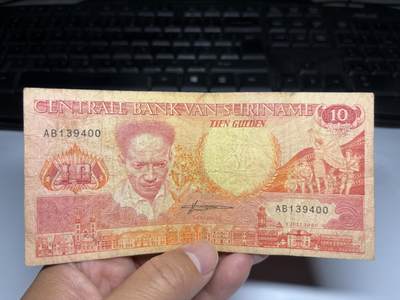 CENTRALE BANK VAN SURINAME
10
TIEN GULDEN
AB139400
10
AB139400